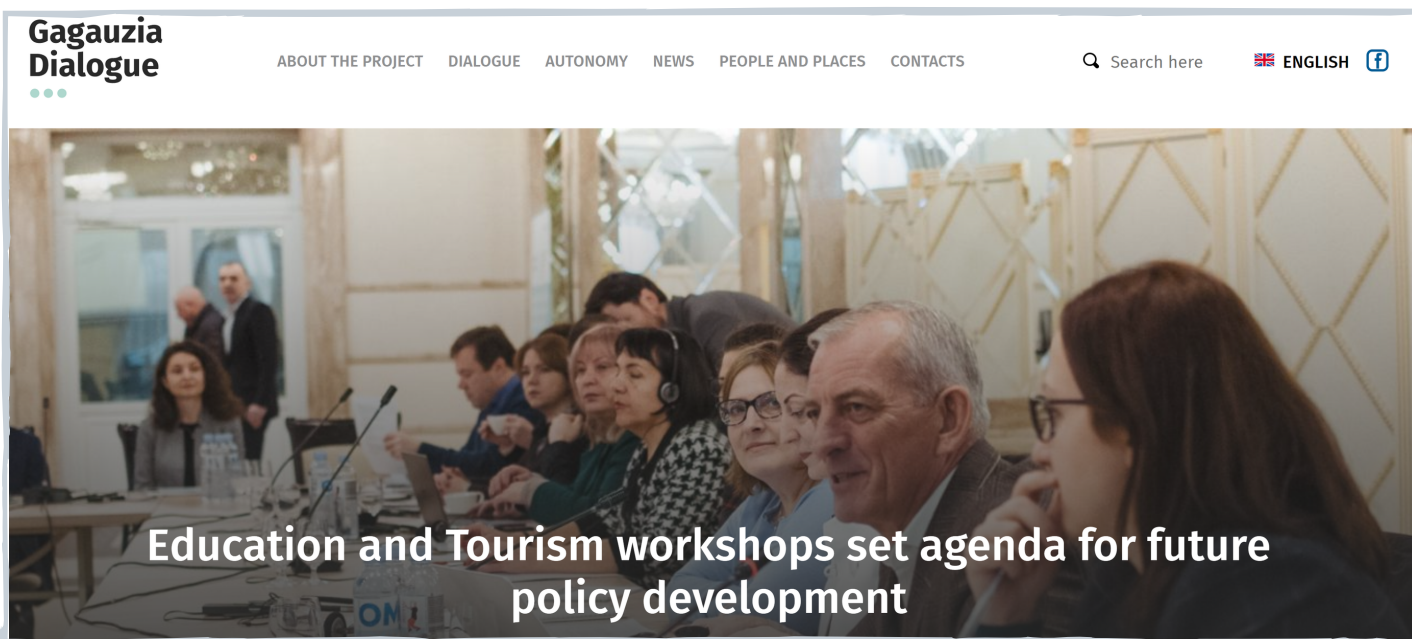 Gagauzia
Dialogue
ABOUT THE PROJECT DIALOGUE AUTONOMY NEWS PEOPLE AND PLACES CONTACTS Search here ENGLISH
OM
Education and Tourism workshops set agenda for future
policy development